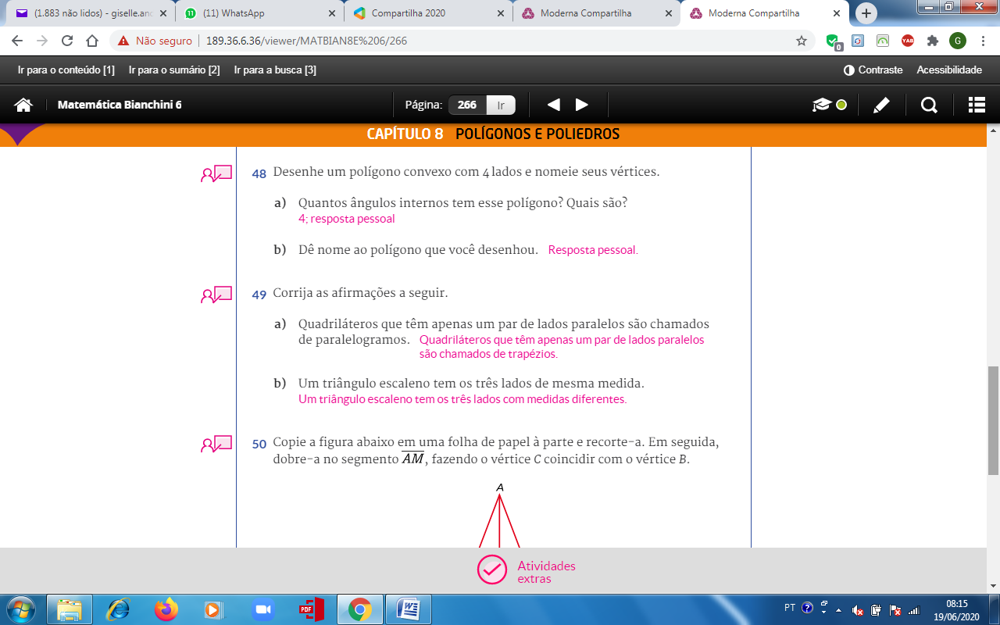 (1.883 não lidos) - giselle.and
(11) WhatsApp
Compartilha 2020
Moderna Compartilha
Moderna Compartilha
Não seguro
189.36.6.36/viewer/MATBIAN8E%206/266
0
YAB
G
Ir para o conteúdo [1]
Ir para o sumário [2]
Ir para a busca [3]
Contraste
Acessibilidade
Matemática Bianchini 6
Página:
266
Ir
CAPÍTULO 8 POLÍGONOS E POLIEDROS
48 Desenhe um polígono convexo com 4 lados e nomeie seus vértices.
a) Quantos ângulos internos tem esse polígono? Quais são?
4; resposta pessoal
b) Dê nome ao polígono que você desenhou. Resposta pessoal.
49 Corrija as afirmações a seguir.
a) Quadriláteros que têm apenas um par de lados paralelos são chamados
de paralelogramos. Quadriláteros que têm apenas um par de lados paralelos
são chamados de trapézios.
b) Um triângulo escaleno tem os três lados de mesma medida.
Um triângulo escaleno tem os três lados com medidas diferentes.
50 Copie a figura abaixo em uma folha de papel à parte e recorte-a. Em seguida,
dobre-a no segmento AM, fazendo o vértice C coincidir com o vértice B.
A
Atividades
extras
PDF
W
PT
08:15
19/06/2020